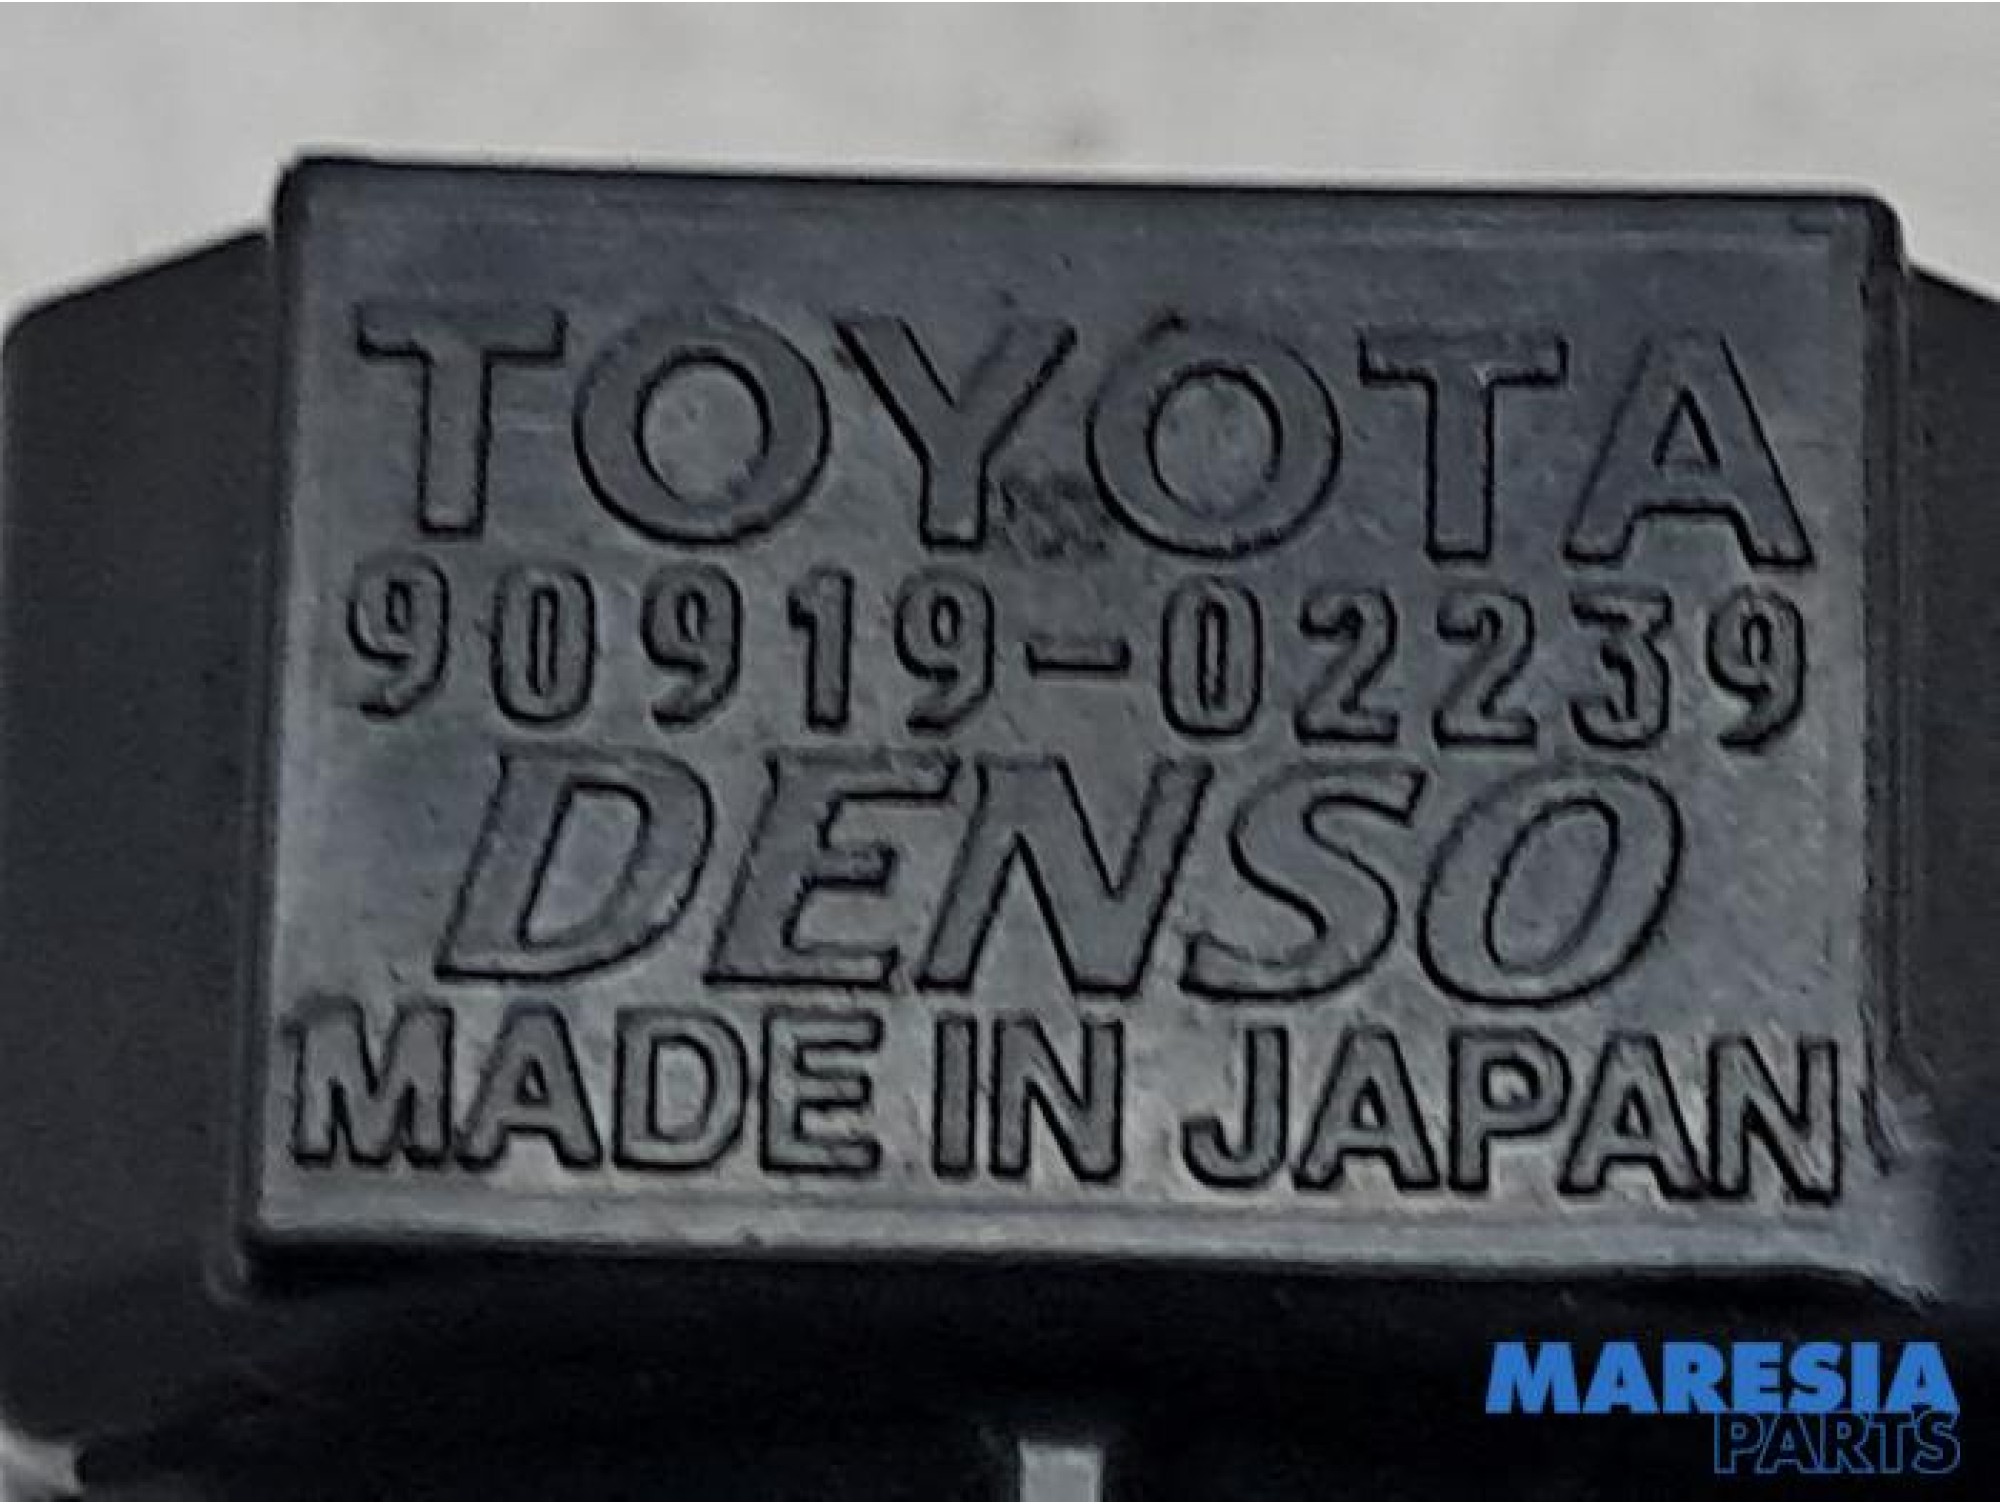 TOYOTA
90919-02239
DENSO
MADE IN JAPAN
MARESIA
PARTS